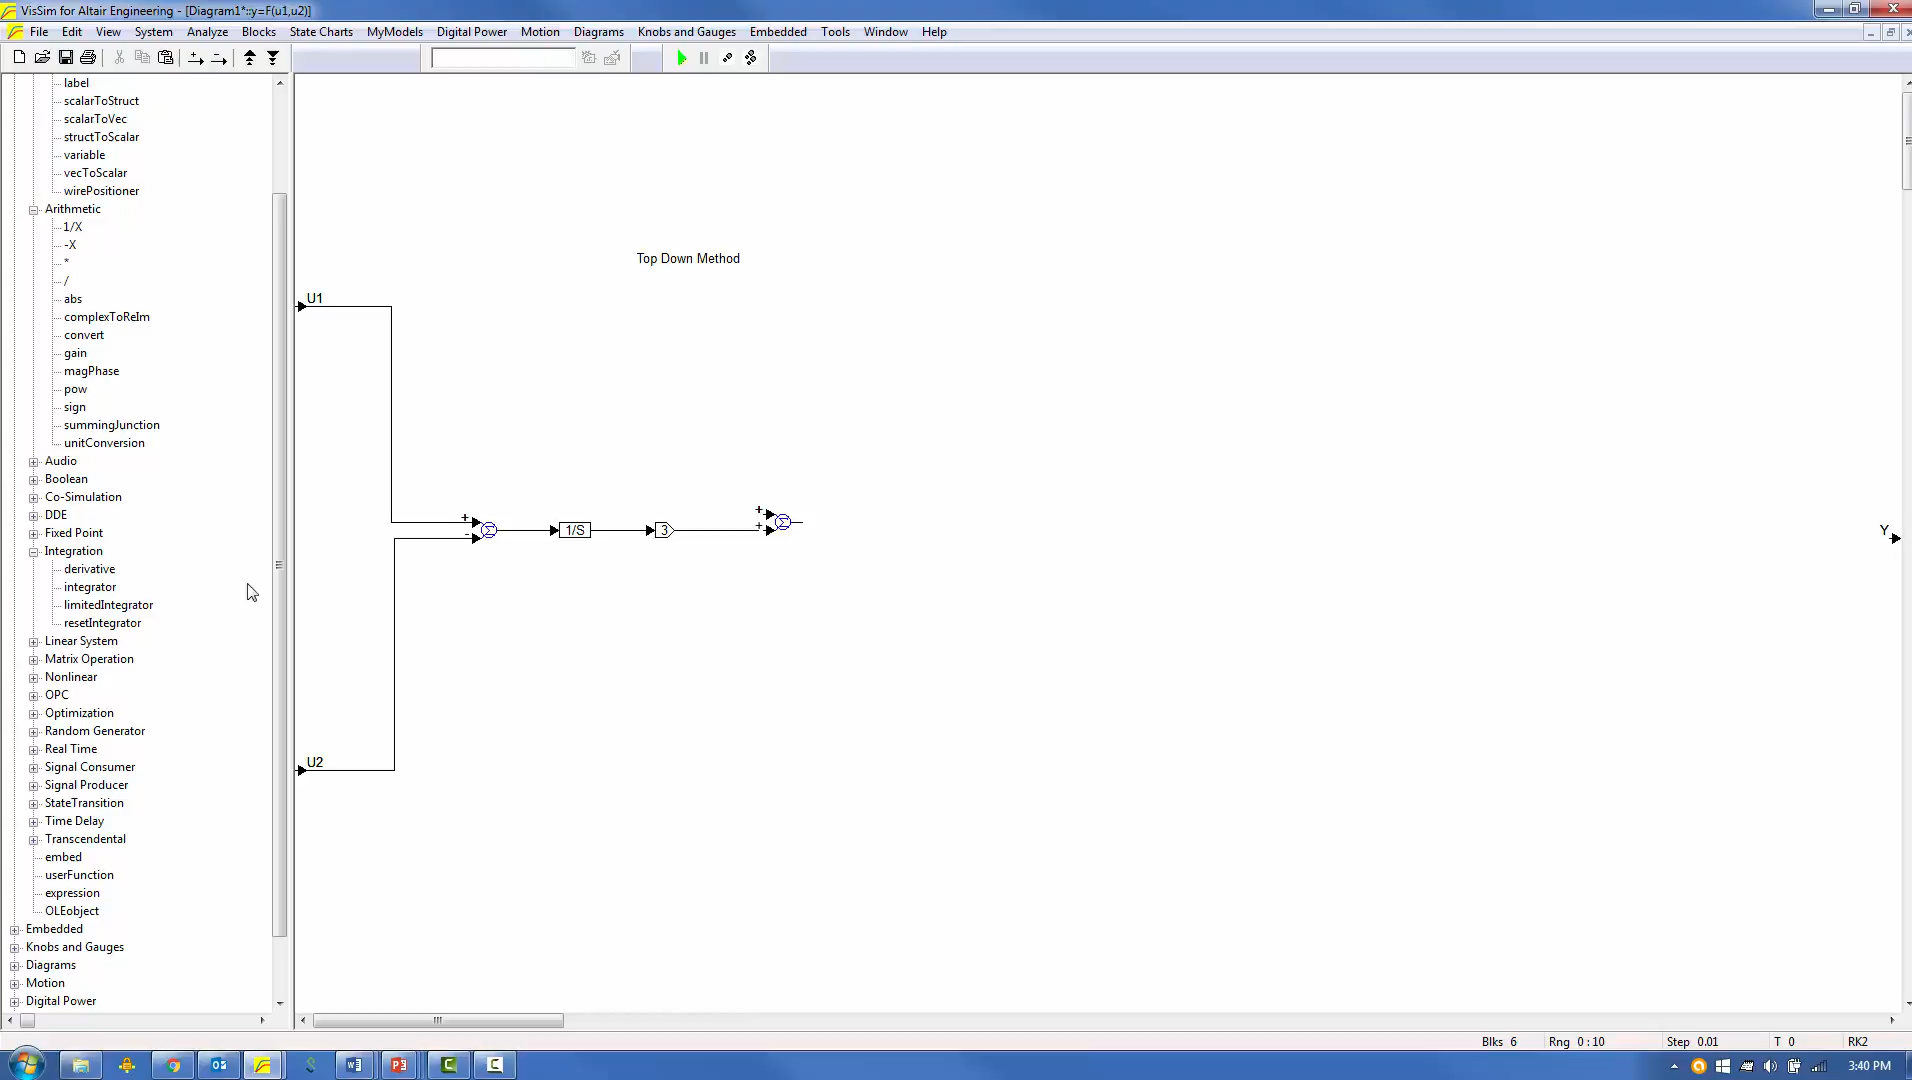 VisSim for Altair Engineering - [Diagram1*::y=F(u1,u2)]
File Edit View System Analyze Blocks State Charts MyModels Digital Power Motion Diagrams Knobs and Gauges Embedded Tools Window Help
label
scalarToStruct
scalarToVec
structToScalar
variable
vecToScalar
wirePositioner
Arithmetic
1/X
-X
*
/
abs
complexToReIm
convert
gain
magPhase
pow
sign
summingJunction
unitConversion
Audio
Boolean
Co-Simulation
DDE
Fixed Point
Integration
derivative
integrator
limitedIntegrator
resetIntegrator
Linear System
Matrix Operation
Nonlinear
OPC
Optimization
Random Generator
Real Time
Signal Consumer
Signal Producer
StateTransition
Time Delay
Transcendental
embed
userFunction
expression
OLEobject
Embedded
Knobs and Gauges
Diagrams
Motion
Digital Power
Top Down Method
U1
+
-
Σ
1/S
3
+
+
Σ
Y
U2
Blks 6 Rng 0:10 Step 0.01 T 0 RK2
3:40 PM